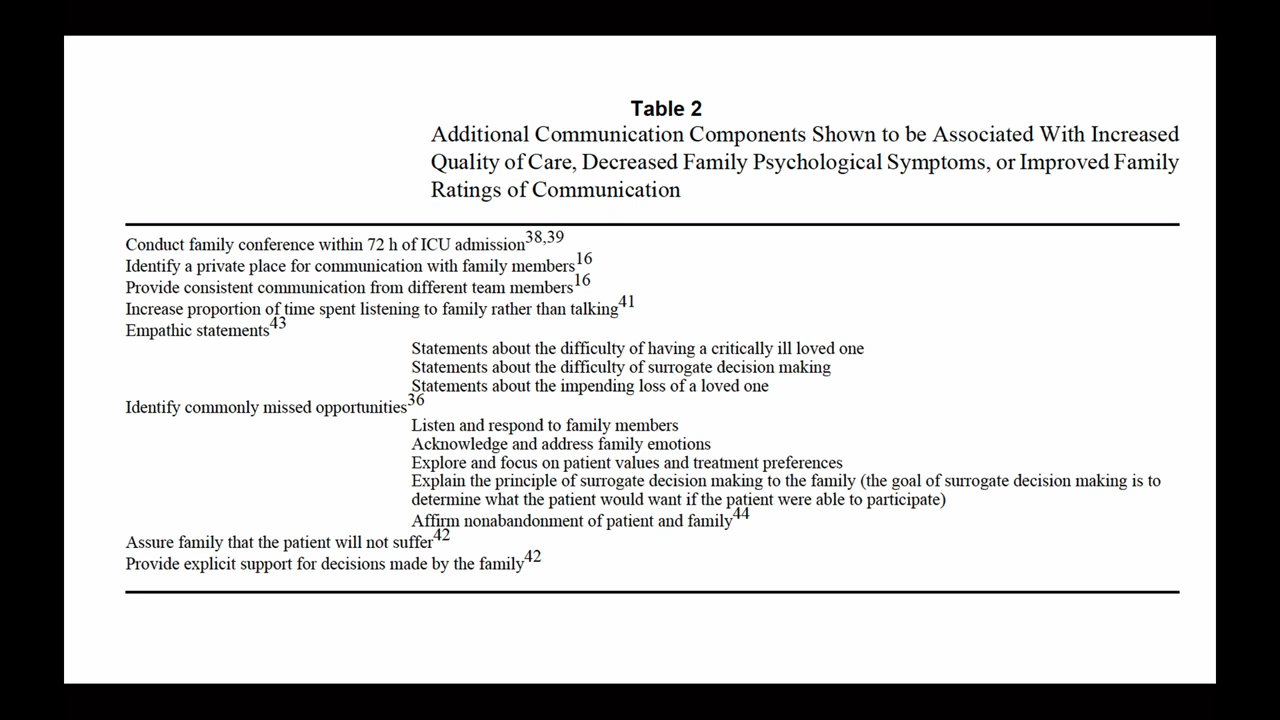 Table 2
Additional Communication Components Shown to be Associated With Increased
Quality of Care, Decreased Family Psychological Symptoms, or Improved Family
Ratings of Communication
Conduct family conference within 72 h of ICU admission38,39
Identify a private place for communication with family members16
Provide consistent communication from different team members16
Increase proportion of time spent listening to family rather than talking41
Empathic statements43
Statements about the difficulty of having a critically ill loved one
Statements about the difficulty of surrogate decision making
Statements about the impending loss of a loved one
Identify commonly missed opportunities36
Listen and respond to family members
Acknowledge and address family emotions
Explore and focus on patient values and treatment preferences
Explain the principle of surrogate decision making to the family (the goal of surrogate decision making is to
determine what the patient would want if the patient were able to participate)
Affirm nonabandonment of patient and family44
Assure family that the patient will not suffer42
Provide explicit support for decisions made by the family42